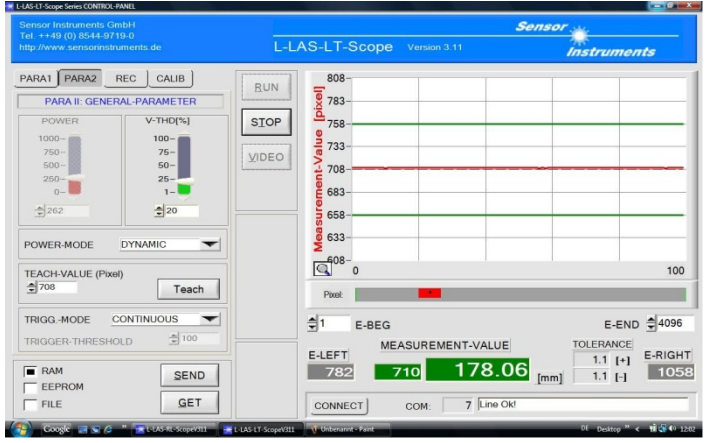 L-LAS-LT-Scope Series CONTROL-PANEL
Sensor Instruments GmbH
Tel. ++49 (0) 8544-9719-0
http://www.sensorinstruments.de
L-LAS-LT-Scope Version 3.11
Sensor
Instruments
PARA1 PARA2 REC CALIB
PARA II: GENERAL-PARAMETER
POWER V-THD[%]
1000 100
750 75
500 50
250 25
0 1
262 20
POWER-MODE DYNAMIC
TEACH-VALUE (Pixel)
708 Teach
TRIGG.-MODE CONTINUOUS
TRIGGER-THRESHOLD 100
RAM
EEPROM
FILE
SEND
GET
RUN
STOP
VIDEO
Measurement-Value [pixel]
808
783
758
733
708
683
658
633
608
0 100
Pixel:
1 E-BEG E-END 4096
MEASUREMENT-VALUE TOLERANCE
E-LEFT 1.1 [+] E-RIGHT
782 710 178.06 [mm] 1.1 [-] 1058
CONNECT COM: 7 Line Ok!
Google L-LAS-RL-ScopeV311 L-LAS-LT-ScopeV311 Unbenannt - Paint DE Desktop 12:02